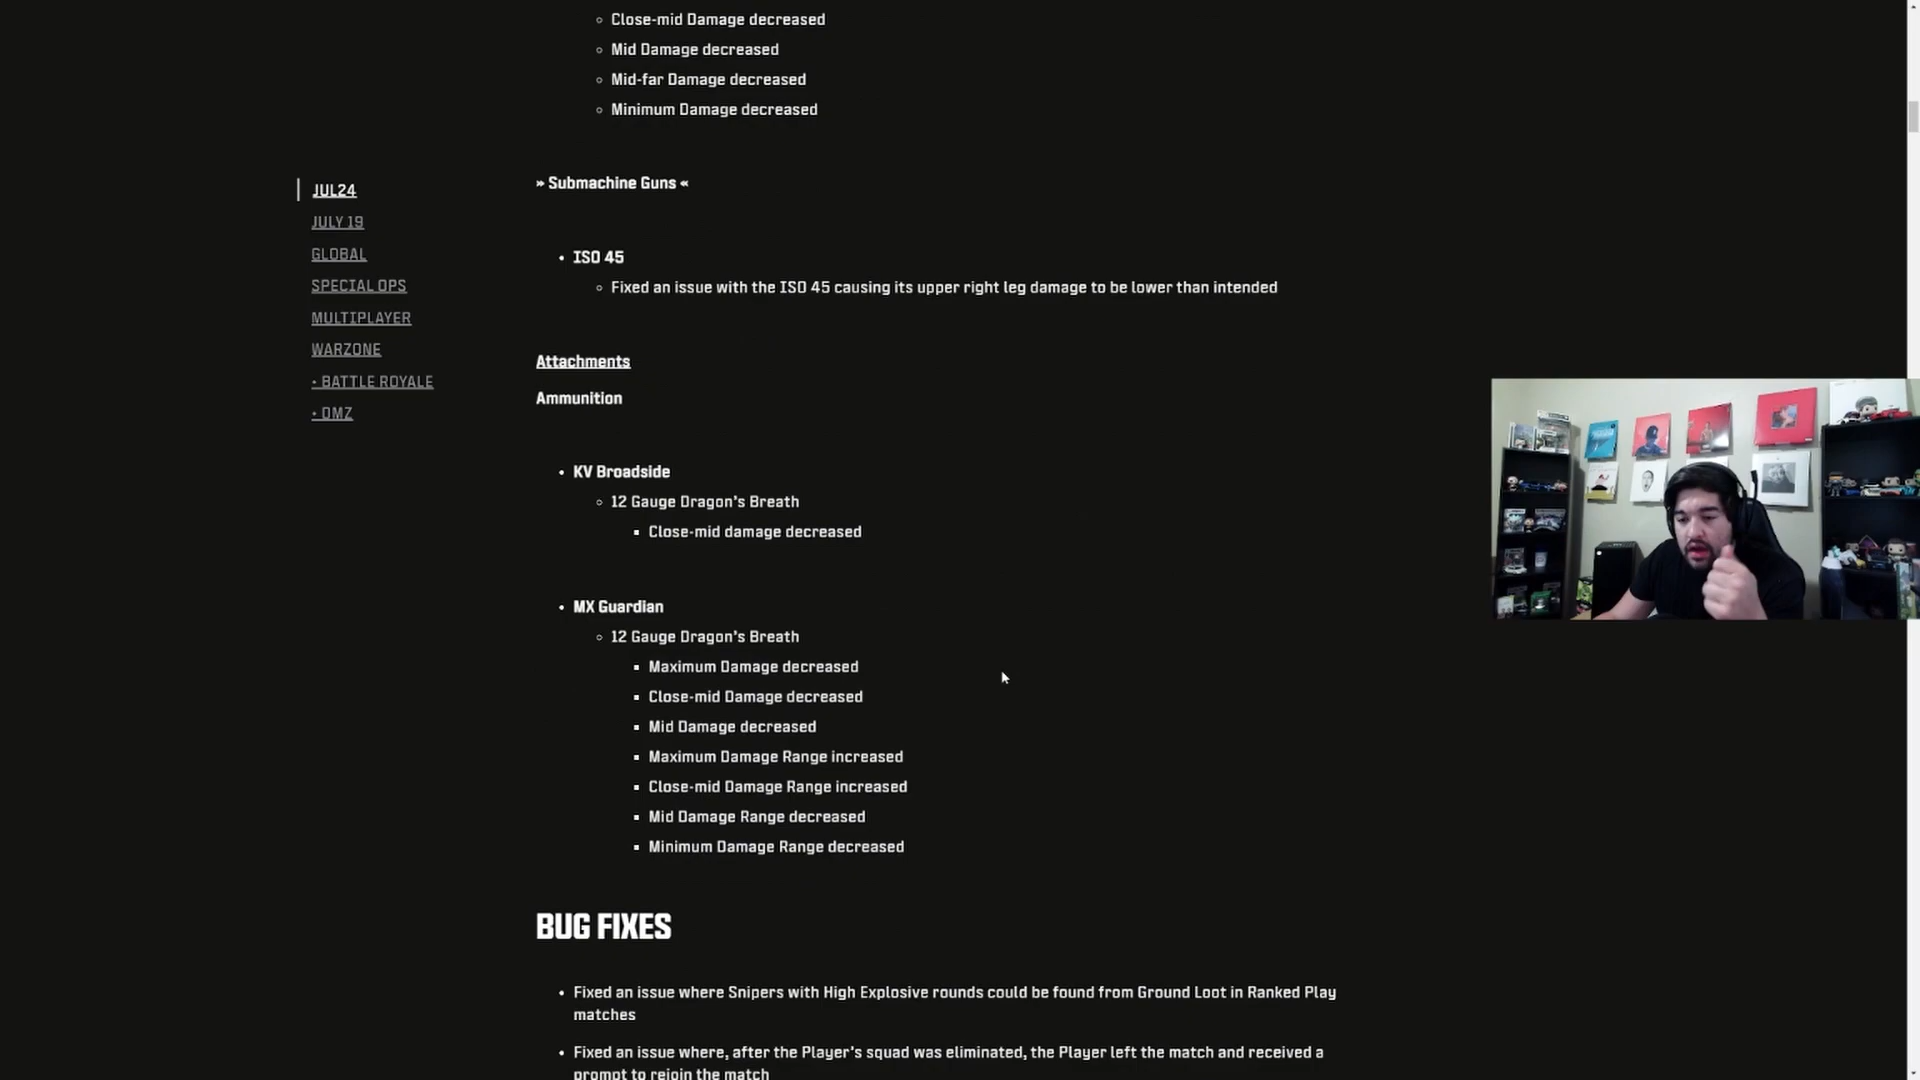 Close-mid Damage decreased
Mid Damage decreased
Mid-far Damage decreased
Minimum Damage decreased
JUL24
JULY 19
GLOBAL
SPECIAL OPS
MULTIPLAYER
WARZONE
• BATTLE ROYALE
• DMZ
» Submachine Guns «
• ISO 45
Fixed an issue with the ISO 45 causing its upper right leg damage to be lower than intended
Attachments
Ammunition
• KV Broadside
12 Gauge Dragon's Breath
Close-mid damage decreased
• MX Guardian
12 Gauge Dragon's Breath
Maximum Damage decreased
Close-mid Damage decreased
Mid Damage decreased
Maximum Damage Range increased
Close-mid Damage Range increased
Mid Damage Range decreased
Minimum Damage Range decreased
BUG FIXES
• Fixed an issue where Snipers with High Explosive rounds could be found from Ground Loot in Ranked Play
matches
• Fixed an issue where, after the Player's squad was eliminated, the Player left the match and received a
prompt to rejoin the match